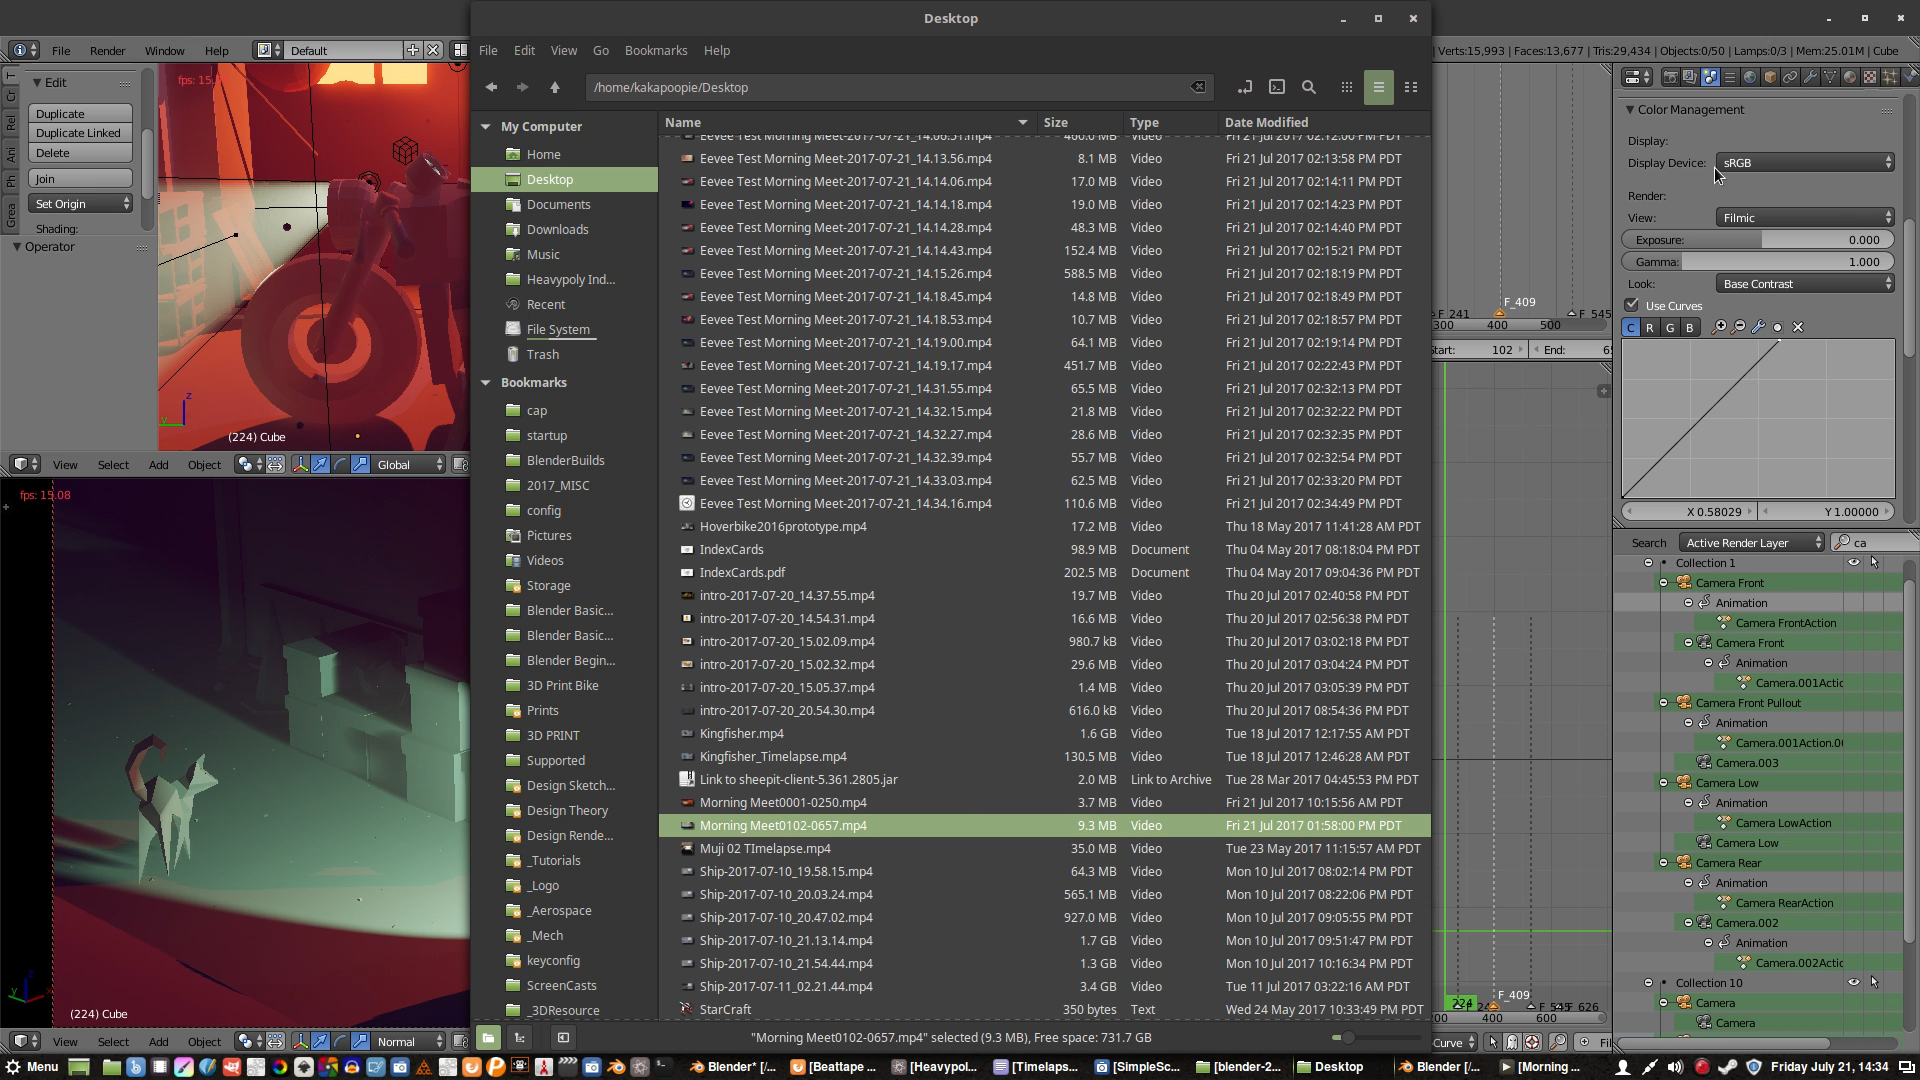 Desktop
File Render Window Help Default
File Edit View Go Bookmarks Help
Verts:15,993 | Faces:13,677 | Tris:29,434 | Objects:0/50 | Lamps:0/3 | Mem:25.01M | Cube
/home/kakapoopie/Desktop
Edit
Duplicate
Duplicate Linked
Delete
Join
Set Origin
Shading:
Operator
T
Cr
Rel
Ani
Ph
Grea
fps: 15.
(224) Cube
View Select Add Object Global
fps: 15.08
(224) Cube
View Select Add Object Normal
My Computer
Home
Desktop
Documents
Downloads
Music
Heavypoly Ind...
Recent
File System
Trash
Bookmarks
cap
startup
BlenderBuilds
2017_MISC
config
Pictures
Videos
Storage
Blender Basic...
Blender Basic...
Blender Begin...
3D Print Bike
Prints
3D PRINT
Supported
Design Sketch...
Design Theory
Design Rende...
_Tutorials
_Logo
_Aerospace
_Mech
keyconfig
ScreenCasts
_3DResource
Name Size Type Date Modified
Eevee Test Morning Meet-2017-07-21_14.13.56.mp4 8.1 MB Video Fri 21 Jul 2017 02:13:58 PM PDT
Eevee Test Morning Meet-2017-07-21_14.14.06.mp4 17.0 MB Video Fri 21 Jul 2017 02:14:11 PM PDT
Eevee Test Morning Meet-2017-07-21_14.14.18.mp4 19.0 MB Video Fri 21 Jul 2017 02:14:23 PM PDT
Eevee Test Morning Meet-2017-07-21_14.14.28.mp4 48.3 MB Video Fri 21 Jul 2017 02:14:40 PM PDT
Eevee Test Morning Meet-2017-07-21_14.14.43.mp4 152.4 MB Video Fri 21 Jul 2017 02:15:21 PM PDT
Eevee Test Morning Meet-2017-07-21_14.15.26.mp4 588.5 MB Video Fri 21 Jul 2017 02:18:19 PM PDT
Eevee Test Morning Meet-2017-07-21_14.18.45.mp4 14.8 MB Video Fri 21 Jul 2017 02:18:49 PM PDT
Eevee Test Morning Meet-2017-07-21_14.18.53.mp4 10.7 MB Video Fri 21 Jul 2017 02:18:57 PM PDT
Eevee Test Morning Meet-2017-07-21_14.19.00.mp4 64.1 MB Video Fri 21 Jul 2017 02:19:14 PM PDT
Eevee Test Morning Meet-2017-07-21_14.19.17.mp4 451.7 MB Video Fri 21 Jul 2017 02:22:43 PM PDT
Eevee Test Morning Meet-2017-07-21_14.31.55.mp4 65.5 MB Video Fri 21 Jul 2017 02:32:13 PM PDT
Eevee Test Morning Meet-2017-07-21_14.32.15.mp4 21.8 MB Video Fri 21 Jul 2017 02:32:22 PM PDT
Eevee Test Morning Meet-2017-07-21_14.32.27.mp4 28.6 MB Video Fri 21 Jul 2017 02:32:35 PM PDT
Eevee Test Morning Meet-2017-07-21_14.32.39.mp4 55.7 MB Video Fri 21 Jul 2017 02:32:54 PM PDT
Eevee Test Morning Meet-2017-07-21_14.33.03.mp4 62.5 MB Video Fri 21 Jul 2017 02:33:20 PM PDT
Eevee Test Morning Meet-2017-07-21_14.34.16.mp4 110.6 MB Video Fri 21 Jul 2017 02:34:49 PM PDT
Hoverbike2016prototype.mp4 17.2 MB Video Thu 18 May 2017 11:41:28 AM PDT
IndexCards 98.9 MB Document Thu 04 May 2017 08:18:04 PM PDT
IndexCards.pdf 202.5 MB Document Thu 04 May 2017 09:04:36 PM PDT
intro-2017-07-20_14.37.55.mp4 19.7 MB Video Thu 20 Jul 2017 02:40:58 PM PDT
intro-2017-07-20_14.54.31.mp4 16.6 MB Video Thu 20 Jul 2017 02:56:38 PM PDT
intro-2017-07-20_15.02.09.mp4 980.7 kB Video Thu 20 Jul 2017 03:02:18 PM PDT
intro-2017-07-20_15.02.32.mp4 29.6 MB Video Thu 20 Jul 2017 03:04:24 PM PDT
intro-2017-07-20_15.05.37.mp4 1.4 MB Video Thu 20 Jul 2017 03:05:39 PM PDT
intro-2017-07-20_20.54.30.mp4 616.0 kB Video Thu 20 Jul 2017 08:54:36 PM PDT
Kingfisher.mp4 1.6 GB Video Tue 18 Jul 2017 12:17:55 AM PDT
Kingfisher_Timelapse.mp4 130.5 MB Video Tue 18 Jul 2017 12:46:28 AM PDT
Link to sheepit-client-5.361.2805.jar 2.0 MB Link to Archive Tue 28 Mar 2017 04:45:53 PM PDT
Morning Meet0001-0250.mp4 3.7 MB Video Fri 21 Jul 2017 10:15:56 AM PDT
Morning Meet0102-0657.mp4 9.3 MB Video Fri 21 Jul 2017 01:58:00 PM PDT
Muji 02 TImelapse.mp4 35.0 MB Video Tue 23 May 2017 11:15:57 AM PDT
Ship-2017-07-10_19.58.15.mp4 64.3 MB Video Mon 10 Jul 2017 08:02:14 PM PDT
Ship-2017-07-10_20.03.24.mp4 565.1 MB Video Mon 10 Jul 2017 08:22:06 PM PDT
Ship-2017-07-10_20.47.02.mp4 927.0 MB Video Mon 10 Jul 2017 09:05:55 PM PDT
Ship-2017-07-10_21.13.14.mp4 1.7 GB Video Mon 10 Jul 2017 09:51:47 PM PDT
Ship-2017-07-10_21.54.44.mp4 1.3 GB Video Mon 10 Jul 2017 10:16:34 PM PDT
Ship-2017-07-11_02.21.44.mp4 3.4 GB Video Tue 11 Jul 2017 03:22:16 AM PDT
StarCraft 350 bytes Text Wed 24 May 2017 10:33:49 PM PDT
"Morning Meet0102-0657.mp4" selected (9.3 MB), Free space: 731.7 GB
F_409
F_241 F_545
300 400 500
Start: 102 End:
224 F_409
F_545 626
200 400 600
Curve
Color Management
Display:
Display Device: sRGB
Render:
View: Filmic
Exposure: 0.000
Gamma: 1.000
Look: Base Contrast
Use Curves
C R G B
X 0.58029 Y 1.00000
Search Active Render Layer ca
Collection 1
Camera Front
Animation
Camera FrontAction
Camera Front
Animation
Camera.001Actic
Camera Front Pullout
Animation
Camera.001Action.0
Camera.003
Camera Low
Animation
Camera LowAction
Camera Low
Camera Rear
Animation
Camera RearAction
Camera.002
Animation
Camera.002Actic
Collection 10
Camera
Camera
Menu Blender* [/... [Beattape ... [Heavypol... [Timelaps... [SimpleSc... [blender-2... Desktop Blender [/... [Morning ... Friday July 21, 14:34